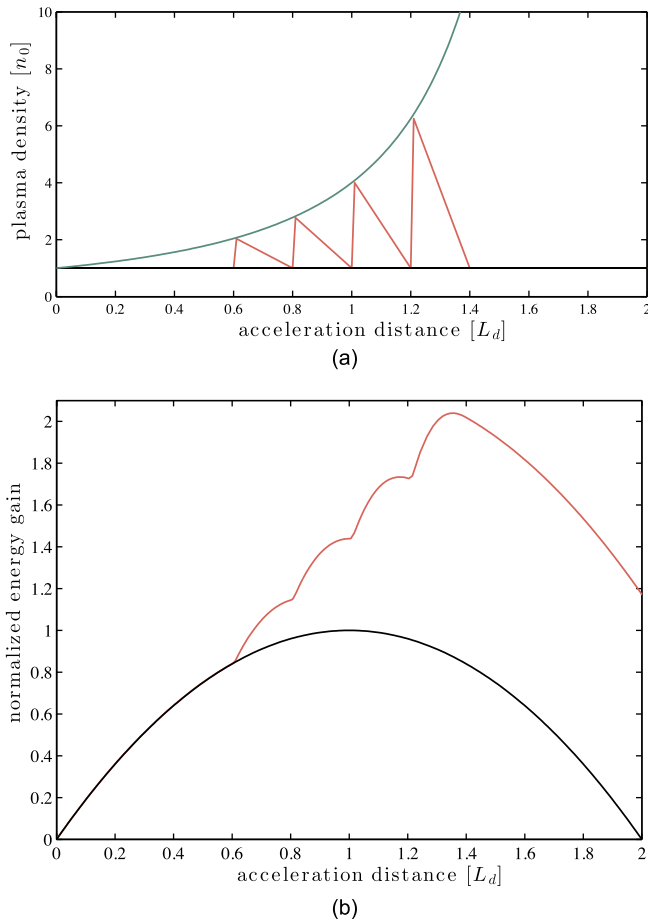 10
8
6
4
2
0
plasma density [n₀]
0 0.2 0.4 0.6 0.8 1 1.2 1.4 1.6 1.8 2
acceleration distance [L_d]
(a)
2
1.8
1.6
1.4
1.2
1
0.8
0.6
0.4
0.2
0
normalized energy gain
0 0.2 0.4 0.6 0.8 1 1.2 1.4 1.6 1.8 2
acceleration distance [L_d]
(b)